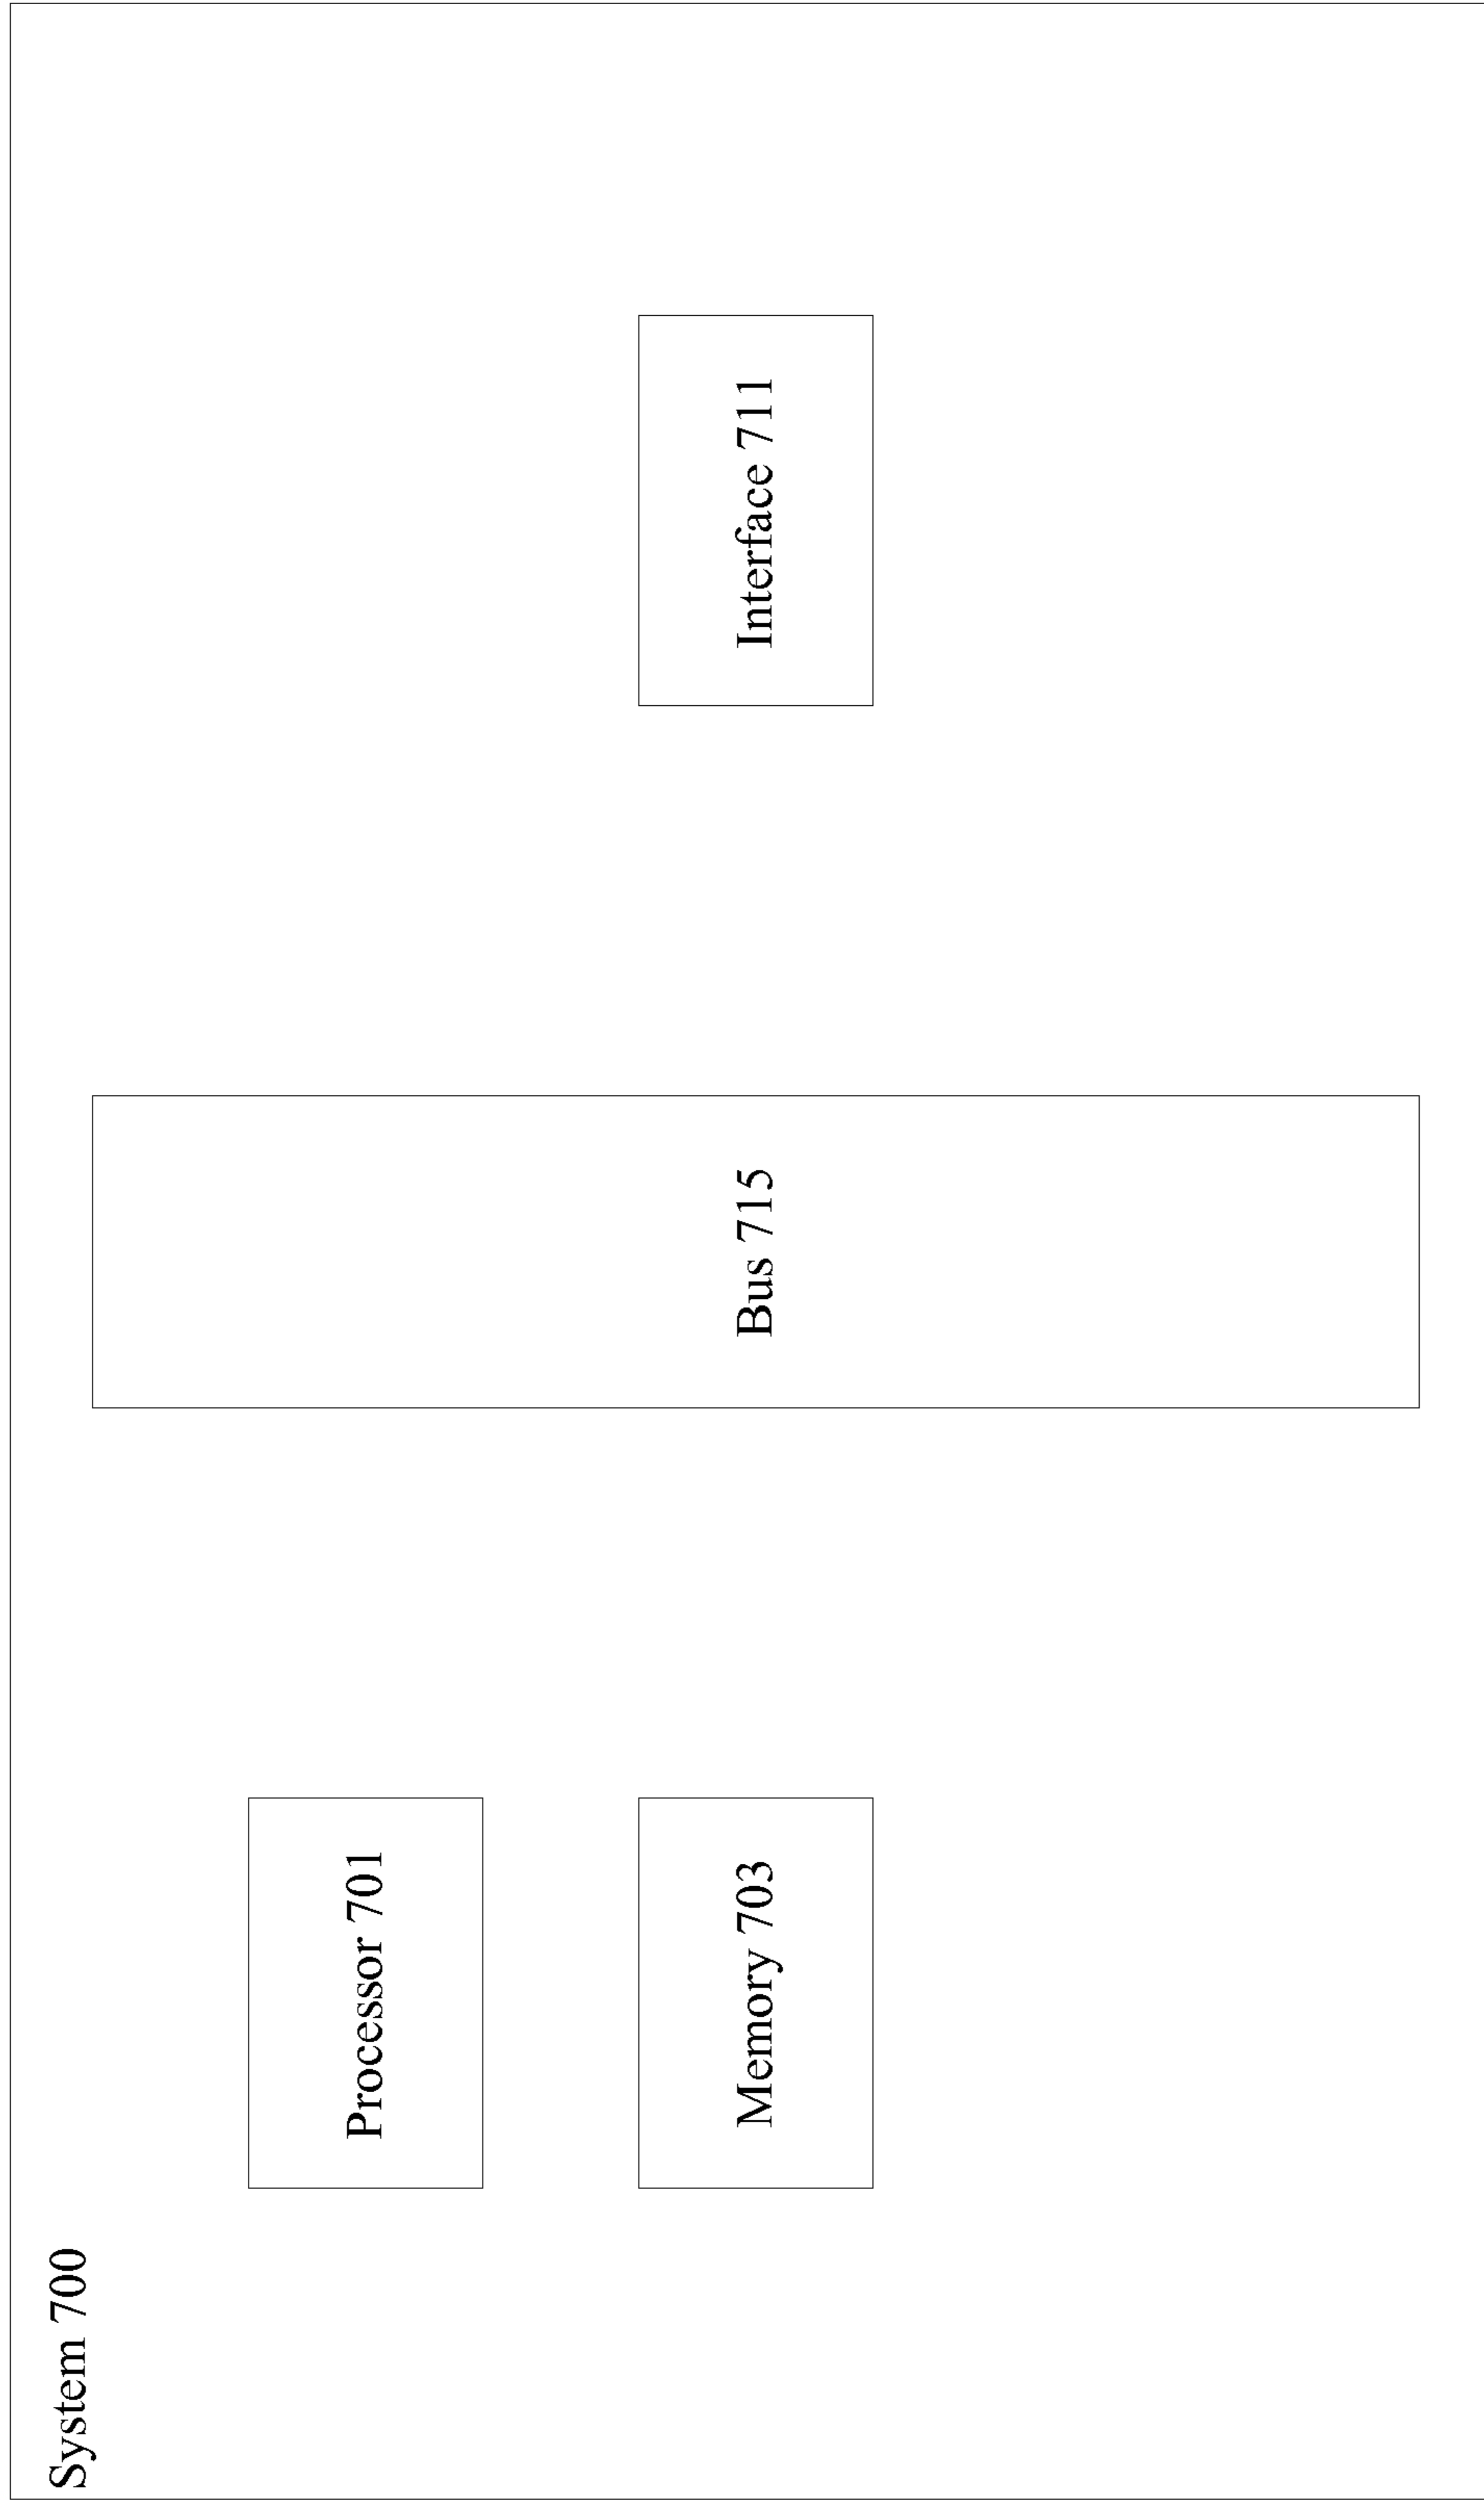 System 700
Processor 701
Memory 703
Bus 715
Interface 711